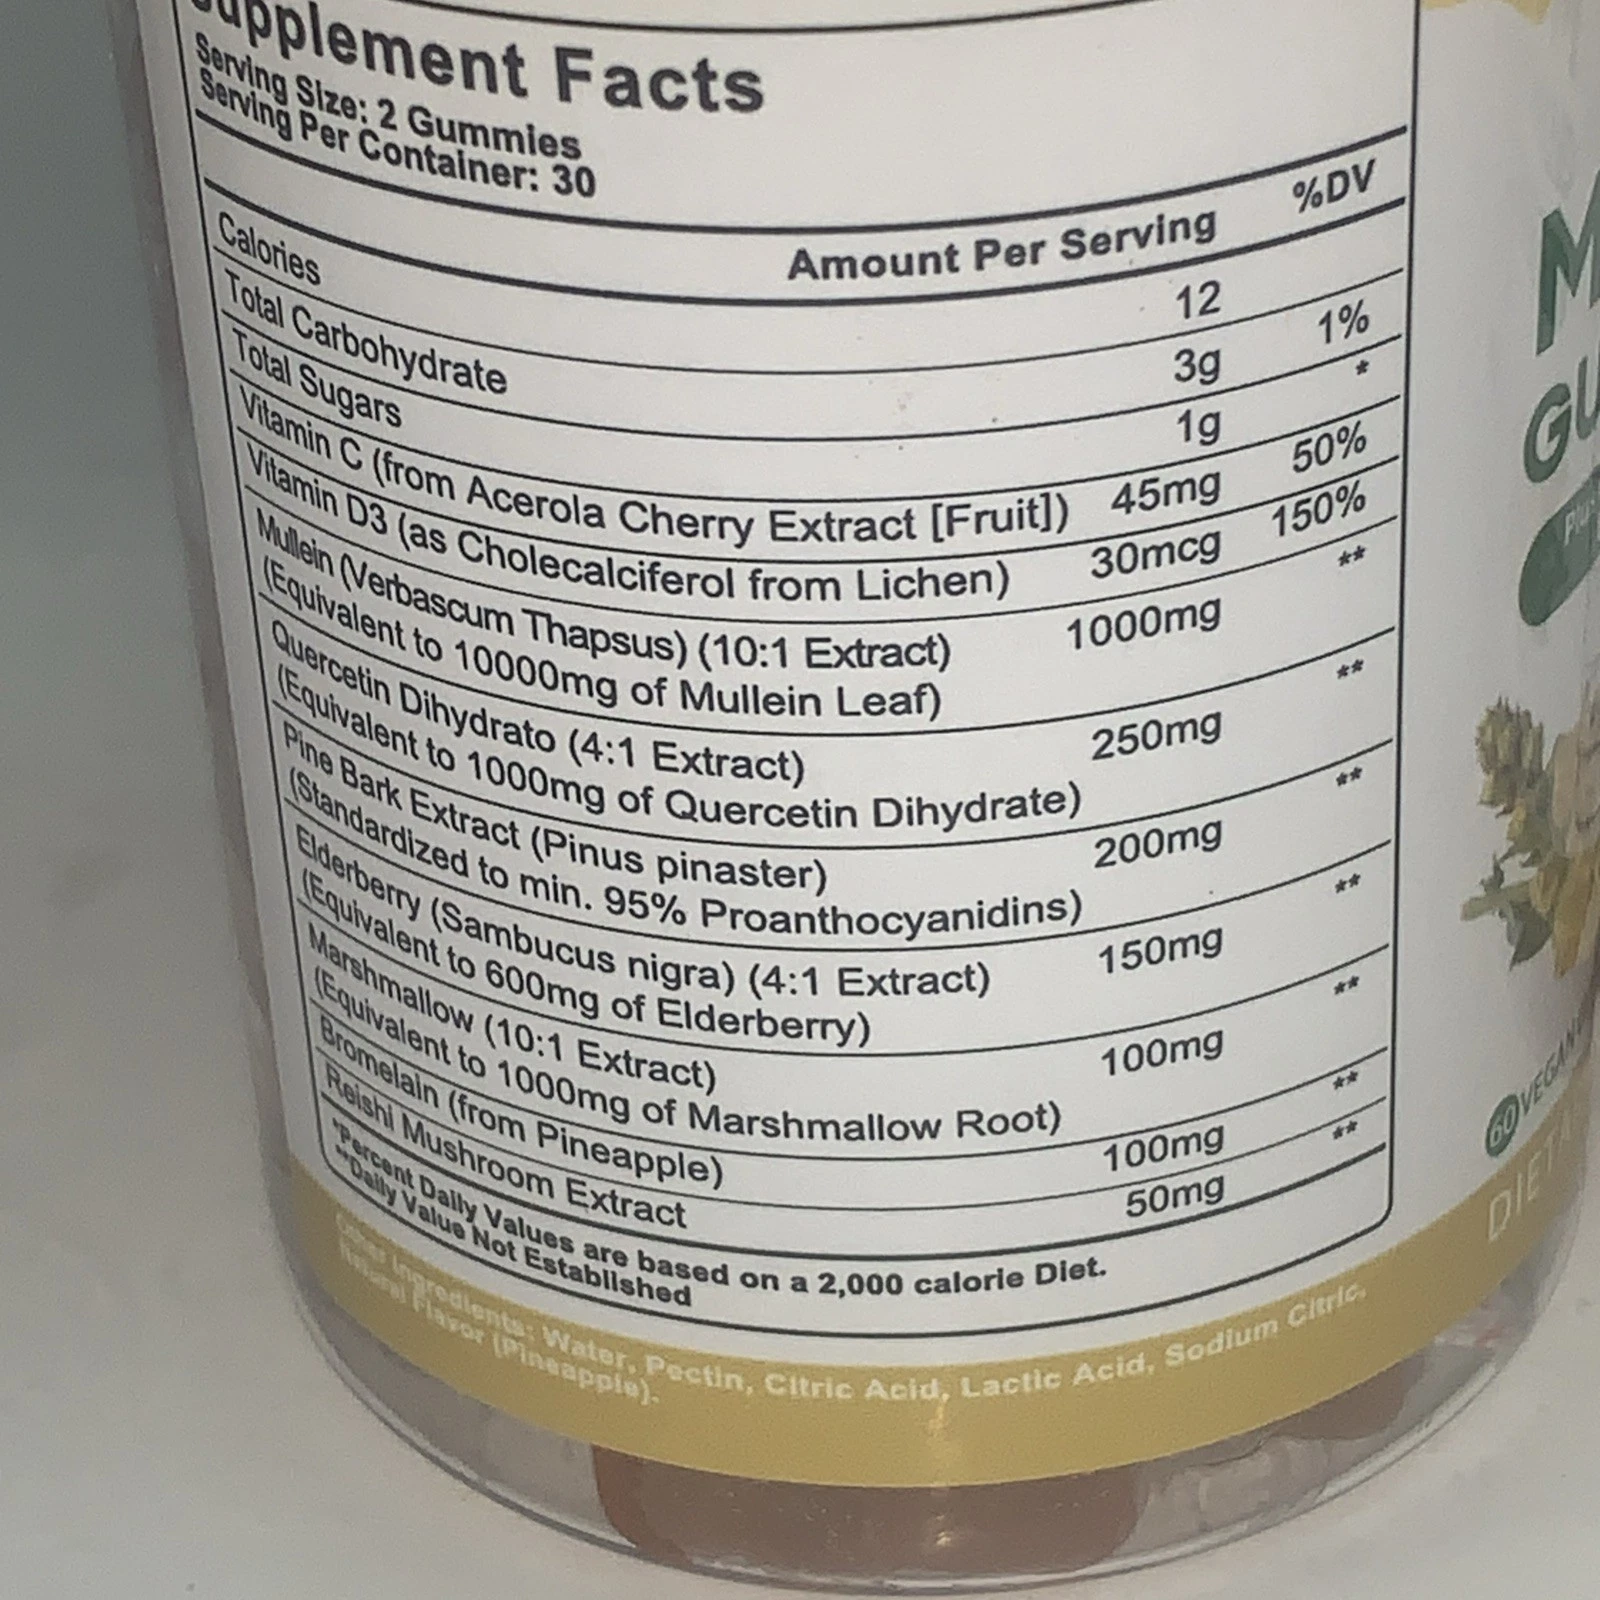 Supplement Facts
Serving Size: 2 Gummies
Serving Per Container: 30
Amount Per Serving %DV
Calories 12
Total Carbohydrate 3g 1%
Total Sugars 1g *
Vitamin C (from Acerola Cherry Extract [Fruit]) 45mg 50%
Vitamin D3 (as Cholecalciferol from Lichen) 30mcg 150%
Mullein (Verbascum Thapsus) (10:1 Extract) 1000mg **
(Equivalent to 10000mg of Mullein Leaf)
Quercetin Dihydrato (4:1 Extract) 250mg **
(Equivalent to 1000mg of Quercetin Dihydrate)
Pine Bark Extract (Pinus pinaster) 200mg **
(Standardized to min. 95% Proanthocyanidins)
Elderberry (Sambucus nigra) (4:1 Extract) 150mg **
(Equivalent to 600mg of Elderberry)
Marshmallow (10:1 Extract) 100mg **
(Equivalent to 1000mg of Marshmallow Root)
Bromelain (from Pineapple) 100mg **
Reishi Mushroom Extract 50mg **
*Percent Daily Values are based on a 2,000 calorie Diet.
**Daily Value Not Established
Other Ingredients: Water, Pectin, Citric Acid, Lactic Acid, Sodium Citric,
Natural Flavor (Pineapple).
60 VEGAN